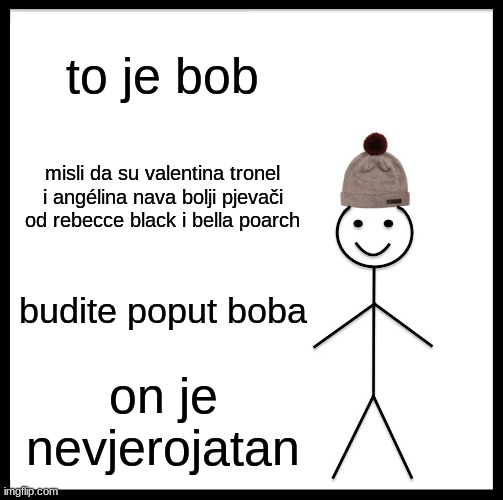 to je bob
misli da su valentina tronel
i angélina nava bolji pjevači
od rebecce black i bella poarch
budite poput boba
on je
nevjerojatan
imgflip.com